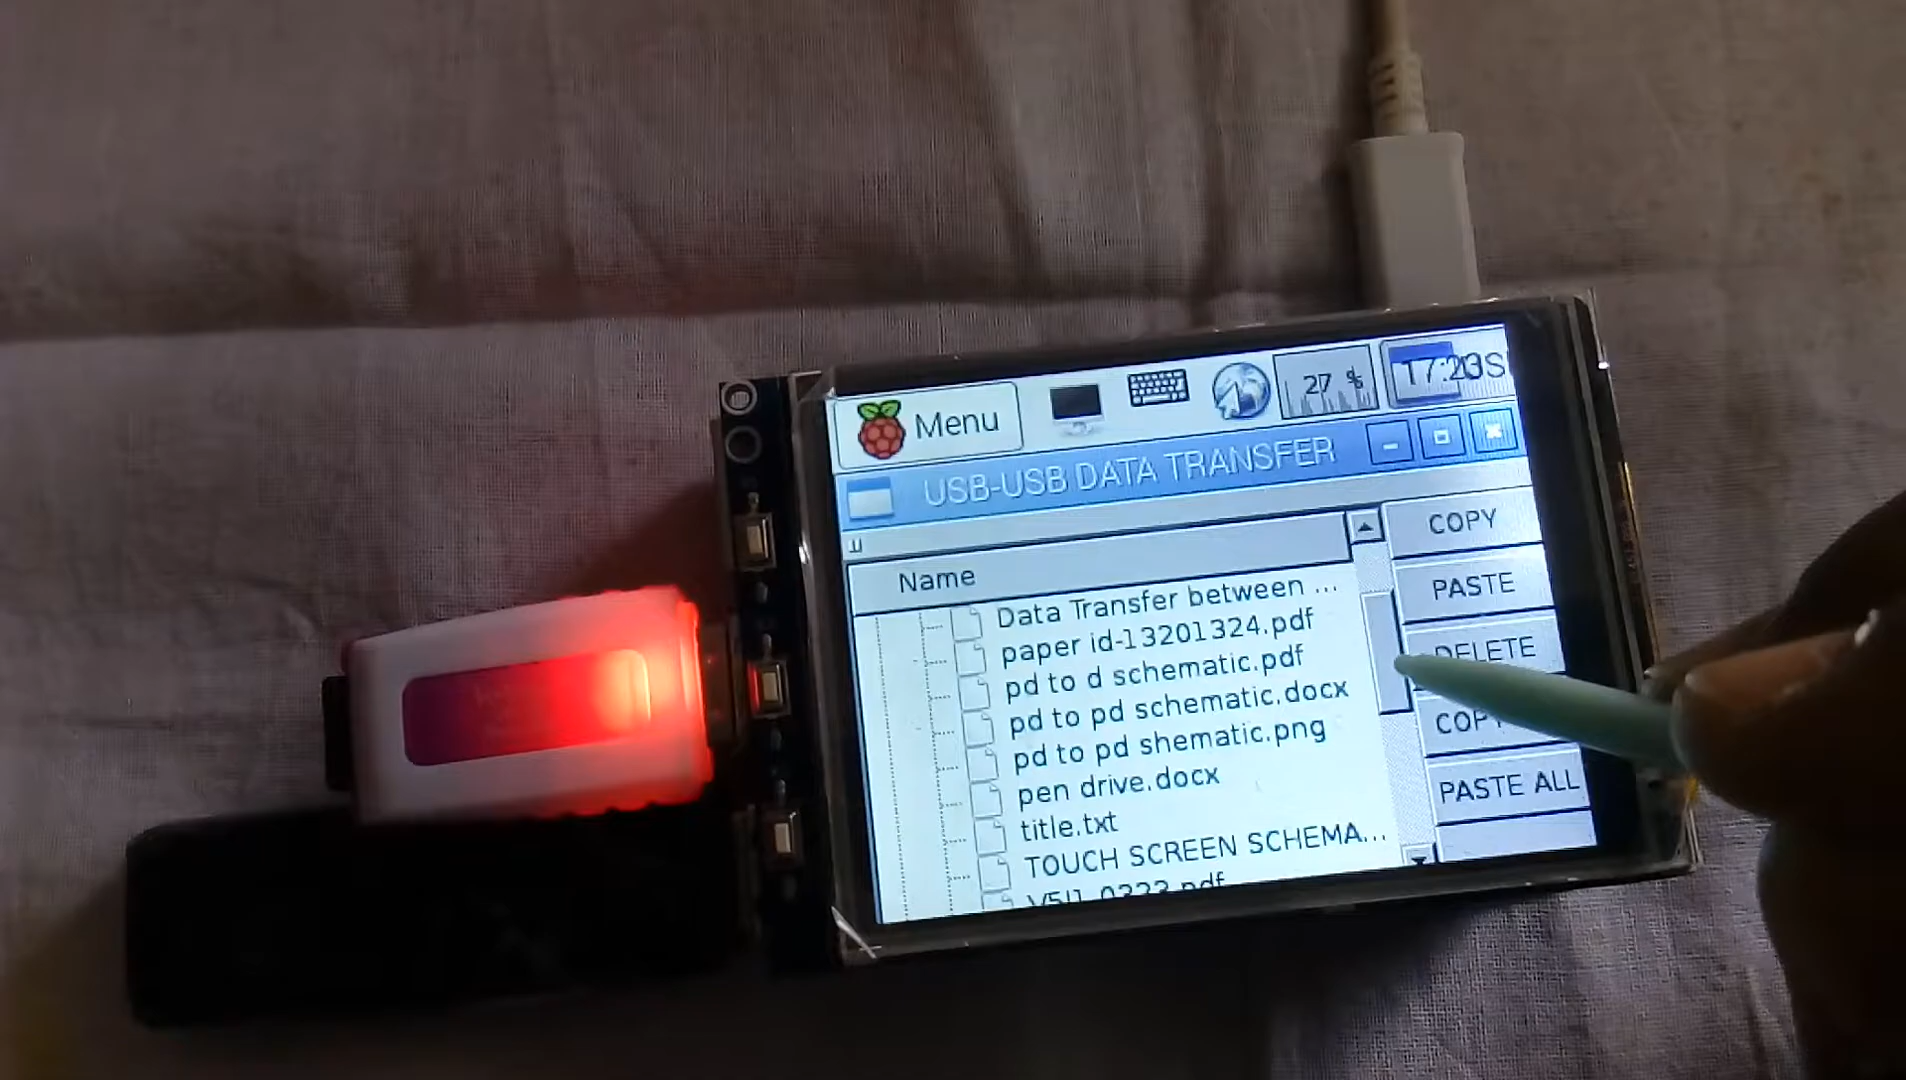 Menu
27 %
USB-USB DATA TRANSFER
Name
Data Transfer between ...
paper id-13201324.pdf
pd to d schematic.pdf
pd to pd schematic.docx
pd to pd shematic.png
pen drive.docx
title.txt
TOUCH SCREEN SCHEMA...
COPY
PASTE
DELETE
COPY
PASTE ALL